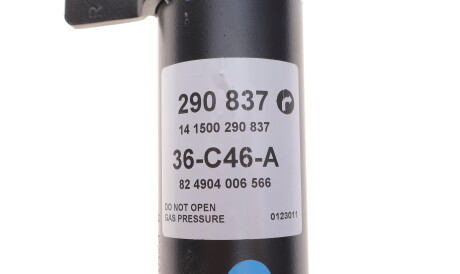 R
290 837
14 1500 290 837
36-C46-A
82 4904 006 566
DO NOT OPEN
GAS PRESSURE 0123011